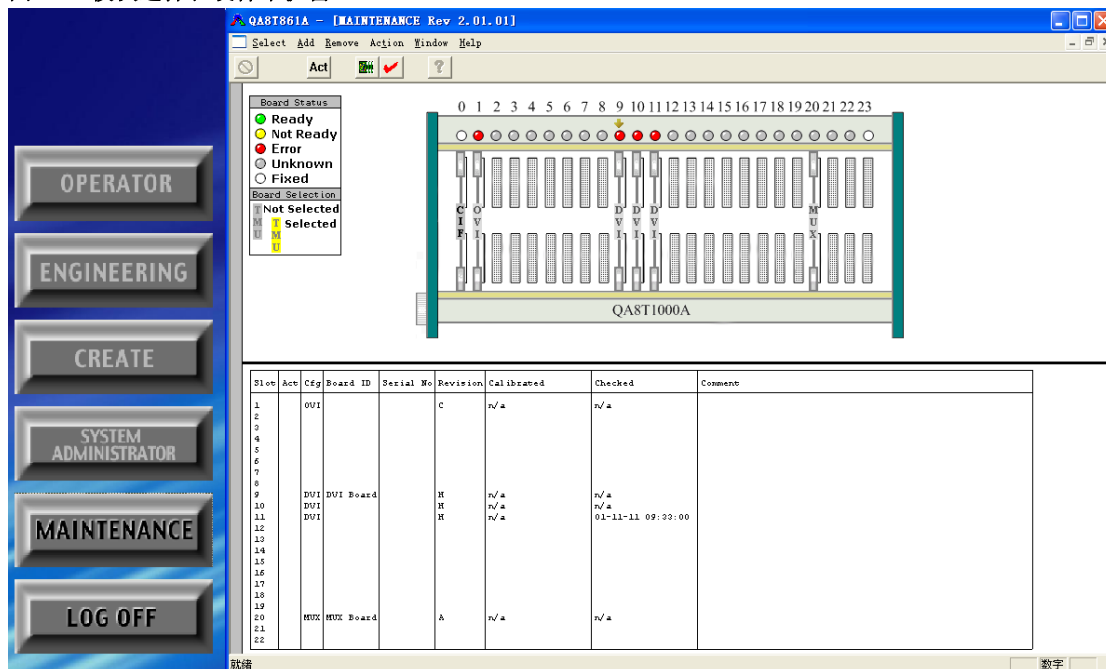 QA8T861A - [MAINTENANCE Rev 2.01.01]
Select Add Remove Action Window Help
Act
?
Board Status
Ready
Not Ready
Error
Unknown
Fixed
Board Selection
TMU Not Selected
TMU Selected
0 1 2 3 4 5 6 7 8 9 10 11 12 13 14 15 16 17 18 19 20 21 22 23
CIF OVI DVI DVI DVI MUX
QA8T1000A
OPERATOR
ENGINEERING
CREATE
SYSTEM
ADMINISTRATOR
MAINTENANCE
LOG OFF
Slot Act Cfg Board ID Serial No Revision Calibrated Checked Comment
1 OVI C n/a n/a
2
3
4
5
6
7
8
9 DVI DVI Board H n/a n/a
10 DVI H n/a n/a
11 DVI H n/a 01-11-11 09:33:00
12
13
14
15
16
17
18
19
20 MUX MUX Board A n/a n/a
21
22
就绪 数字